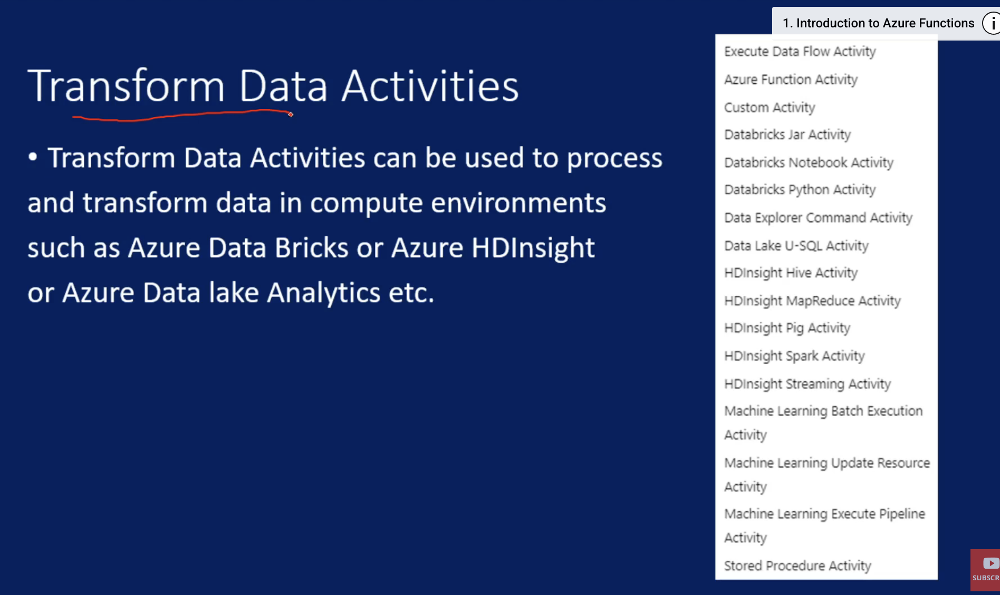 1. Introduction to Azure Functions
Transform Data Activities
• Transform Data Activities can be used to process
and transform data in compute environments
such as Azure Data Bricks or Azure HDInsight
or Azure Data lake Analytics etc.
Execute Data Flow Activity
Azure Function Activity
Custom Activity
Databricks Jar Activity
Databricks Notebook Activity
Databricks Python Activity
Data Explorer Command Activity
Data Lake U-SQL Activity
HDInsight Hive Activity
HDInsight MapReduce Activity
HDInsight Pig Activity
HDInsight Spark Activity
HDInsight Streaming Activity
Machine Learning Batch Execution
Activity
Machine Learning Update Resource
Activity
Machine Learning Execute Pipeline
Activity
Stored Procedure Activity
SUBSCR